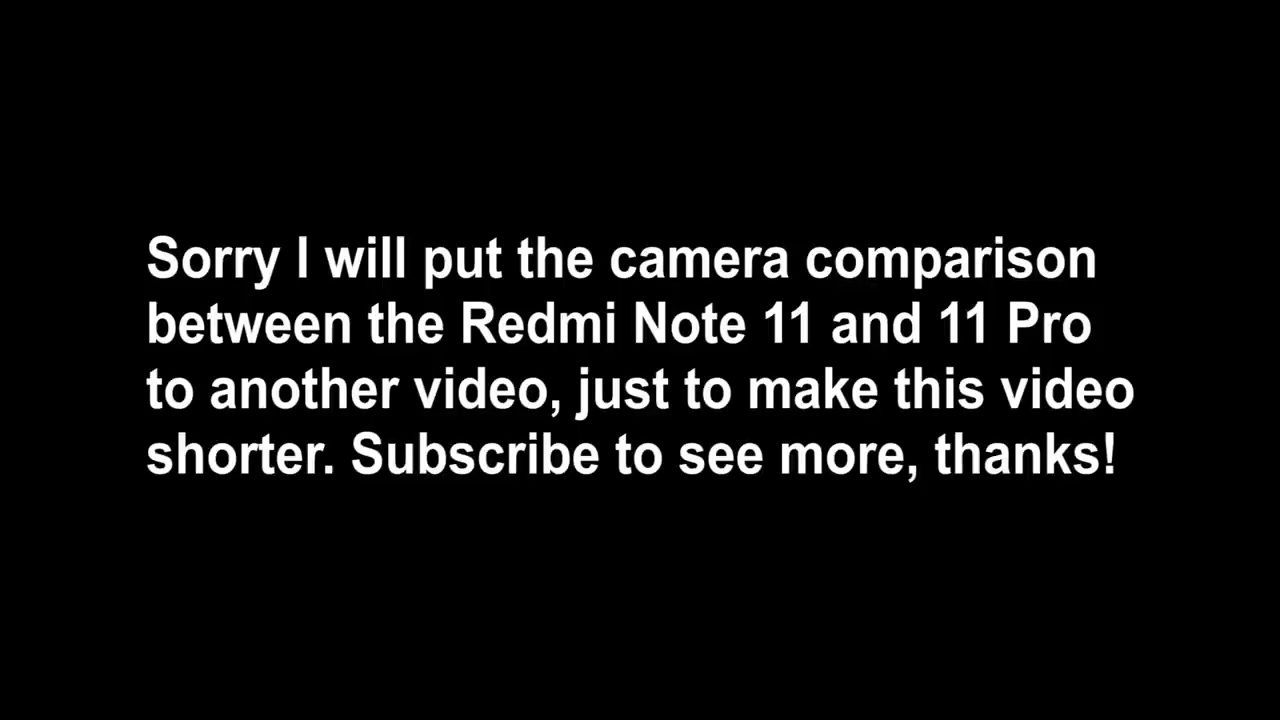 Sorry I will put the camera comparison
between the Redmi Note 11 and 11 Pro
to another video, just to make this video
shorter. Subscribe to see more, thanks!